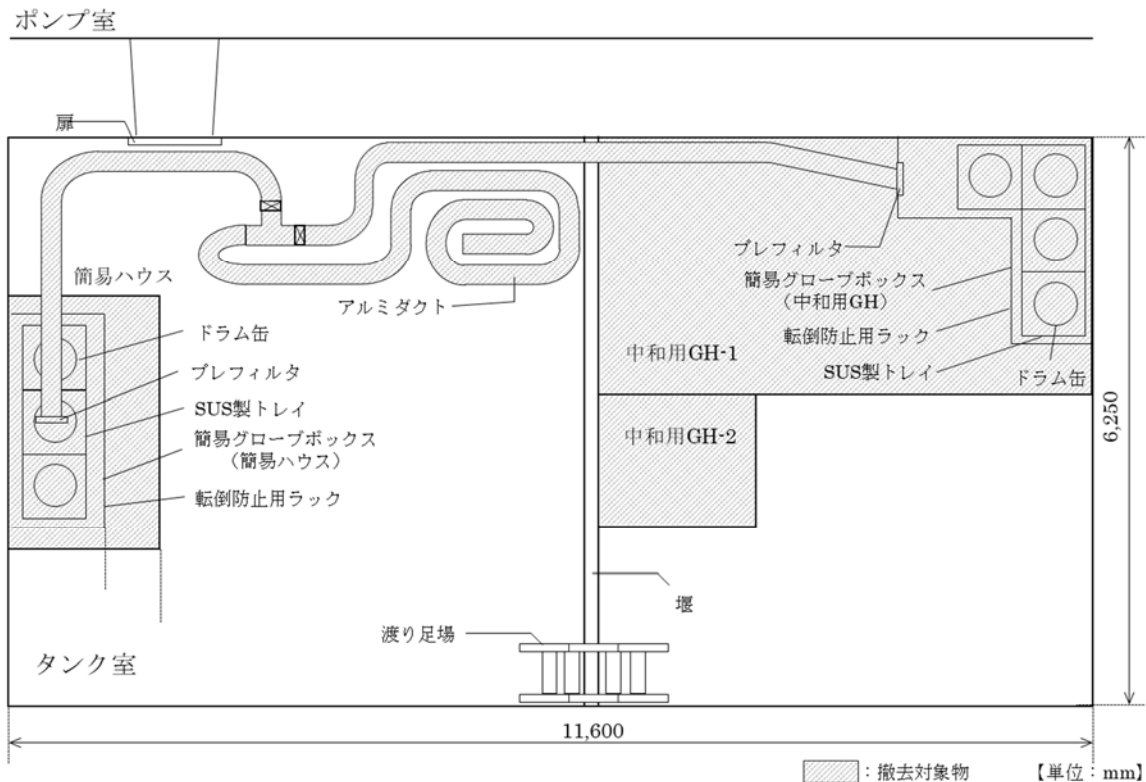 ポンプ室
扉
簡易ハウス
ドラム缶
プレフィルタ
SUS製トレイ
簡易グローブボックス
（簡易ハウス）
転倒防止用ラック
アルミダクト
プレフィルタ
簡易グローブボックス
（中和用GH）
転倒防止用ラック
SUS製トレイ
ドラム缶
中和用GH-1
中和用GH-2
6,250
堰
渡り足場
タンク室
11,600
：撤去対象物 【単位：mm】